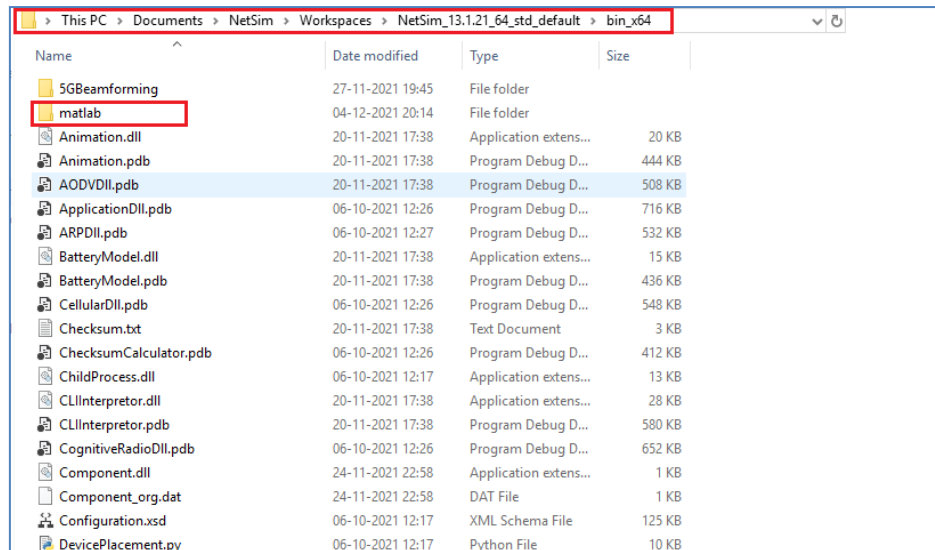 This PC > Documents > NetSim > Workspaces > NetSim_13.1.21_64_std_default > bin_x64
Name Date modified Type Size
5GBeamforming 27-11-2021 19:45 File folder
matlab 04-12-2021 20:14 File folder
Animation.dll 20-11-2021 17:38 Application extens... 20 KB
Animation.pdb 20-11-2021 17:38 Program Debug D... 444 KB
AODVDll.pdb 20-11-2021 17:38 Program Debug D... 508 KB
ApplicationDll.pdb 06-10-2021 12:26 Program Debug D... 716 KB
ARPDll.pdb 06-10-2021 12:27 Program Debug D... 532 KB
BatteryModel.dll 20-11-2021 17:38 Application extens... 15 KB
BatteryModel.pdb 20-11-2021 17:38 Program Debug D... 436 KB
CellularDll.pdb 06-10-2021 12:26 Program Debug D... 548 KB
Checksum.txt 20-11-2021 17:38 Text Document 3 KB
ChecksumCalculator.pdb 06-10-2021 12:26 Program Debug D... 412 KB
ChildProcess.dll 06-10-2021 12:17 Application extens... 13 KB
CLIInterpretor.dll 20-11-2021 17:38 Application extens... 28 KB
CLIInterpretor.pdb 20-11-2021 17:38 Program Debug D... 580 KB
CognitiveRadioDll.pdb 06-10-2021 12:26 Program Debug D... 652 KB
Component.dll 24-11-2021 22:58 Application extens... 1 KB
Component_org.dat 24-11-2021 22:58 DAT File 1 KB
Configuration.xsd 06-10-2021 12:17 XML Schema File 125 KB
DevicePlacement.py 06-10-2021 12:17 Python File 10 KB